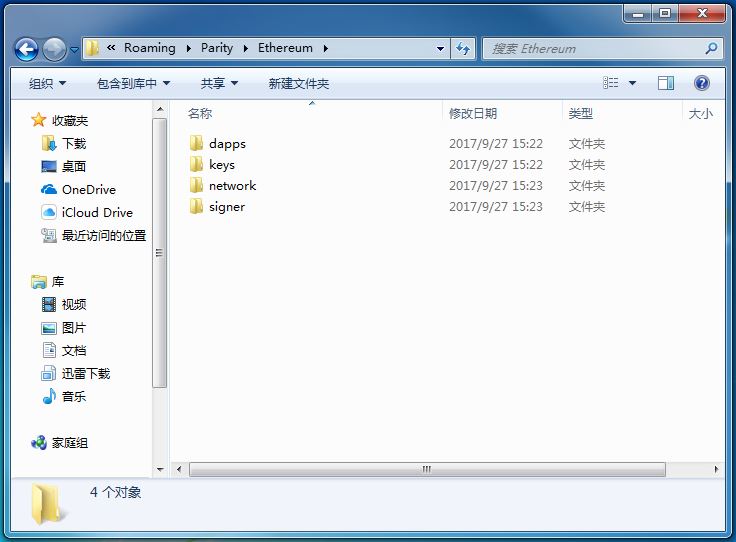 « Roaming Parity Ethereum 搜索 Ethereum
组织 包含到库中 共享 新建文件夹
名称 修改日期 类型 大小
收藏夹
下载
桌面
OneDrive
iCloud Drive
最近访问的位置
库
视频
图片
文档
迅雷下载
音乐
家庭组
dapps 2017/9/27 15:22 文件夹
keys 2017/9/27 15:22 文件夹
network 2017/9/27 15:23 文件夹
signer 2017/9/27 15:23 文件夹
4 个对象